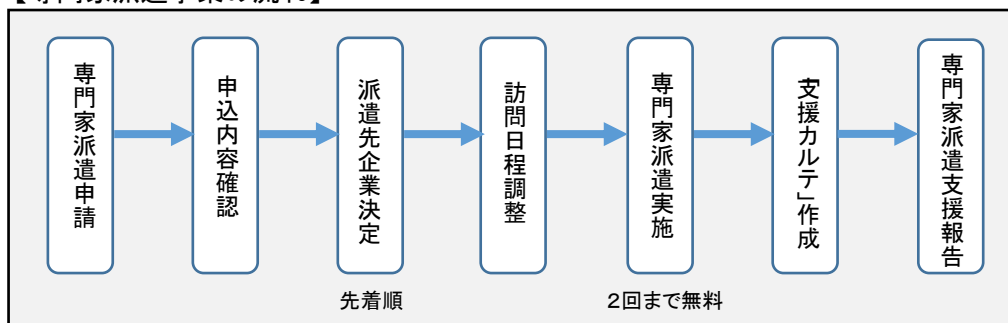 専門家派遣申請
申込内容確認
派遣先企業決定
訪問日程調整
専門家派遣実施
「支援カルテ」作成
専門家派遣支援報告
先着順
2回まで無料